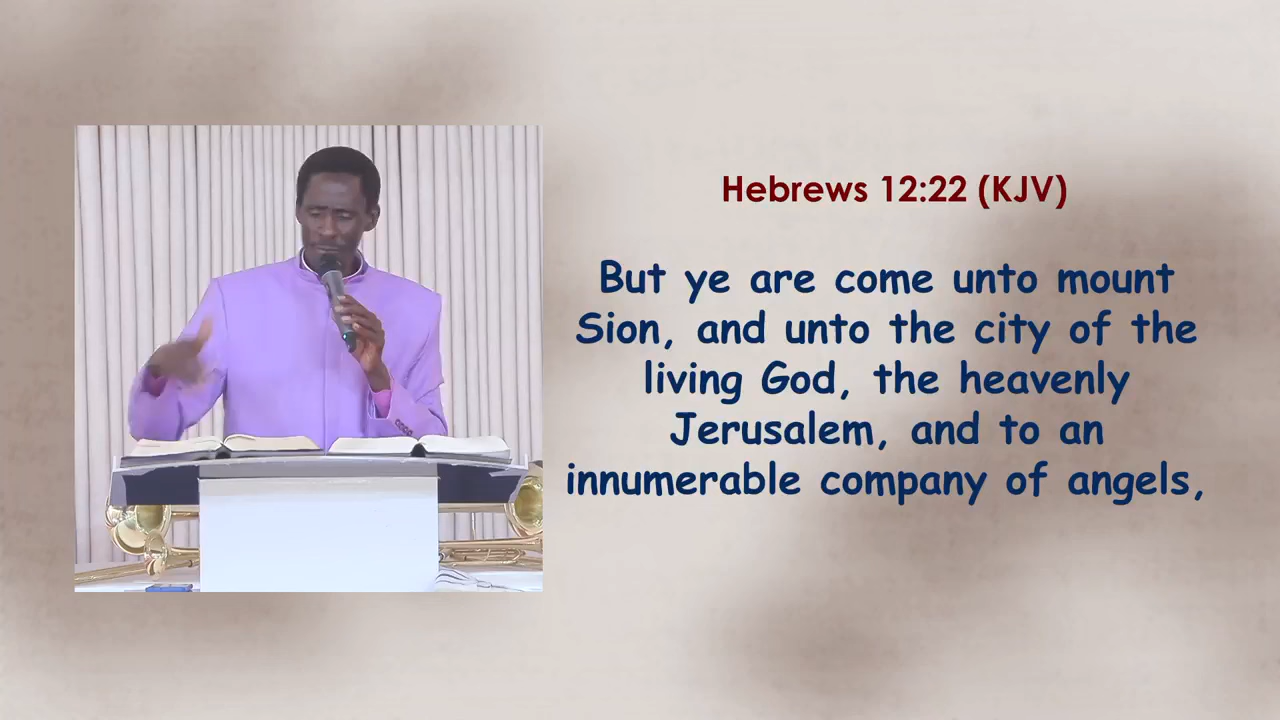 Hebrews 12:22 (KJV)
But ye are come unto mount
Sion, and unto the city of the
living God, the heavenly
Jerusalem, and to an
innumerable company of angels,